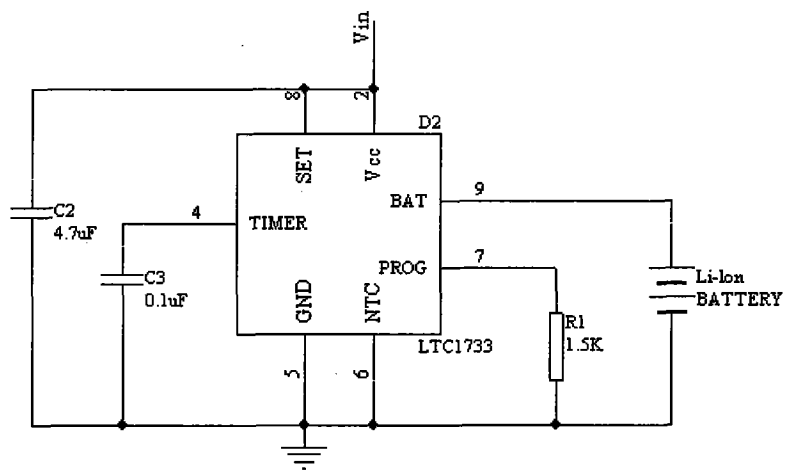 Vin
8
2
D2
SET
Vcc
BAT
9
C2
4.7uF
4
TIMER
PROG
7
C3
0.1uF
GND
NTC
Li-Ion
BATTERY
R1
1.5K
LTC1733
5
6